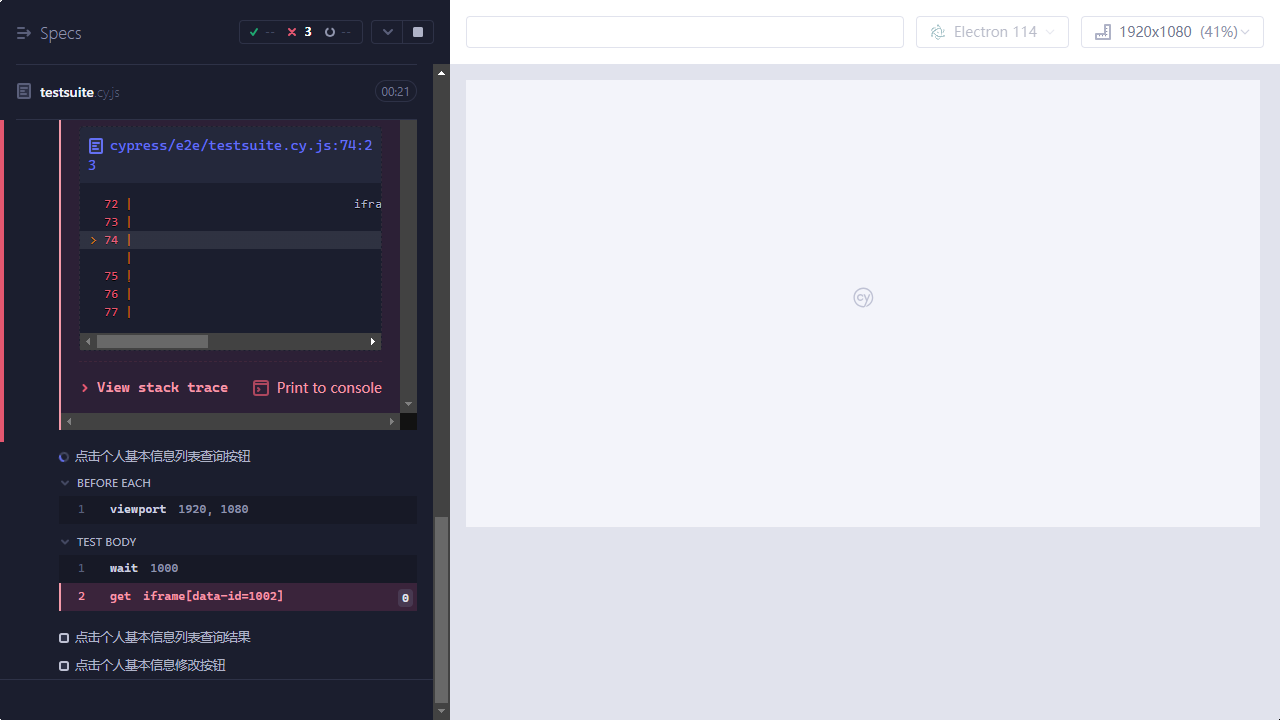 Specs
-- 3 --
Electron 114
1920x1080 (41%)
testsuite.cy.js
00:21
cypress/e2e/testsuite.cy.js:74:2
3
72 | ifra
73 |
> 74 |
|
75 |
76 |
77 |
View stack trace
Print to console
点击个人基本信息列表查询按钮
BEFORE EACH
1 viewport 1920, 1080
TEST BODY
1 wait 1000
2 get iframe[data-id=1002] 0
点击个人基本信息列表查询结果
点击个人基本信息修改按钮
cy